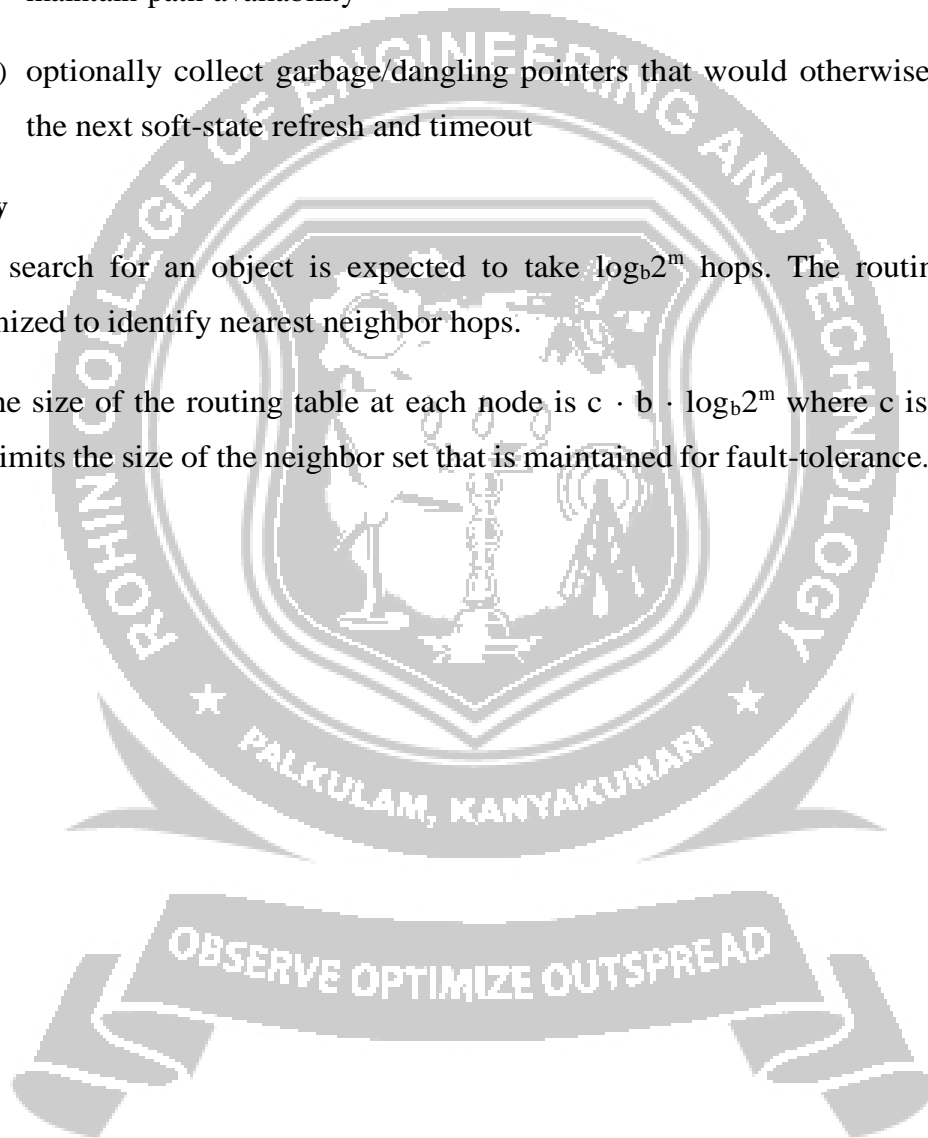 maintain path availability
) optionally collect garbage/dangling pointers that would otherwise
the next soft-state refresh and timeout
y
search for an object is expected to take log_b2^m hops. The routin
nized to identify nearest neighbor hops.
ne size of the routing table at each node is c · b · log_b2^m where c is
imits the size of the neighbor set that is maintained for fault-tolerance.
ROHINI COLLEGE OF ENGINEERING AND TECHNOLOGY
★ PALKULAM, KANYAKUMARI ★
OBSERVE OPTIMIZE OUTSPREAD